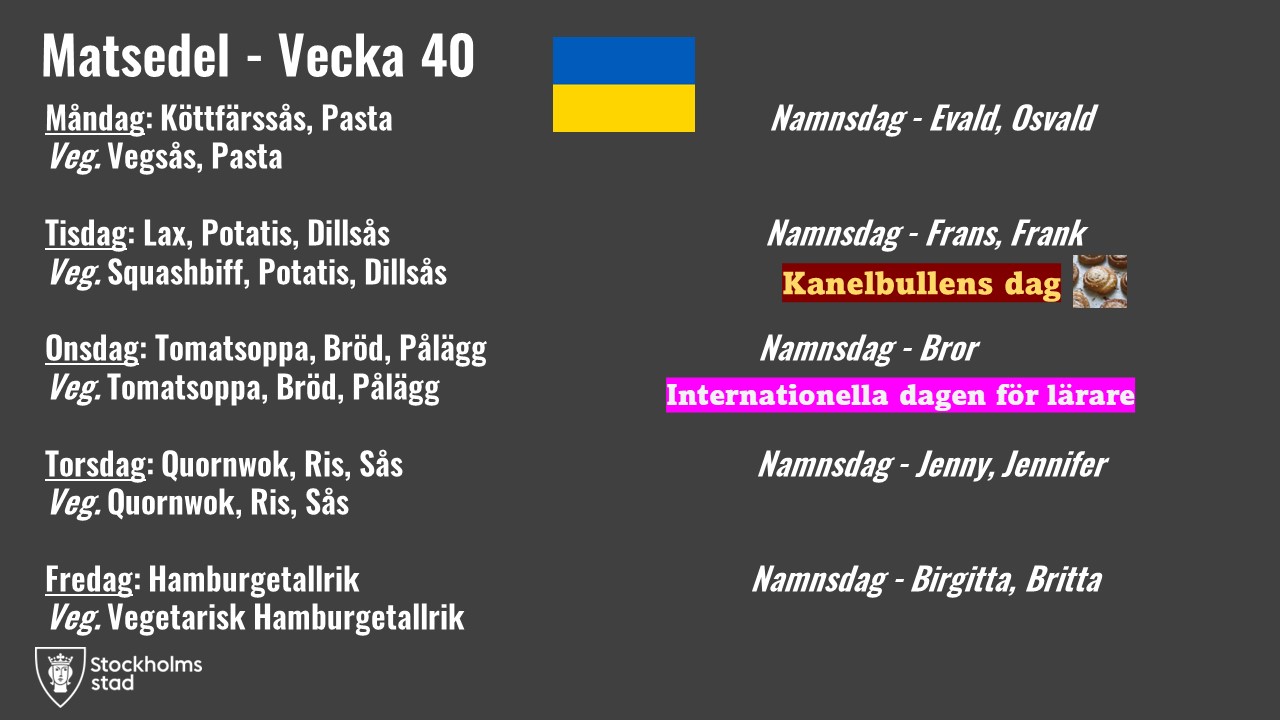 Matsedel - Vecka 40
Måndag: Köttfärssås, Pasta
Namnsdag - Evald, Osvald
Veg. Vegsås, Pasta
Tisdag: Lax, Potatis, Dillsås
Namnsdag - Frans, Frank
Veg. Squashbiff, Potatis, Dillsås
Kanelbullens dag
Onsdag: Tomatsoppa, Bröd, Pålägg
Namnsdag - Bror
Veg. Tomatsoppa, Bröd, Pålägg
Internationella dagen för lärare
Torsdag: Quornwok, Ris, Sås
Namnsdag - Jenny, Jennifer
Veg. Quornwok, Ris, Sås
Fredag: Hamburgetallrik
Namnsdag - Birgitta, Britta
Veg. Vegetarisk Hamburgetallrik
Stockholms
stad